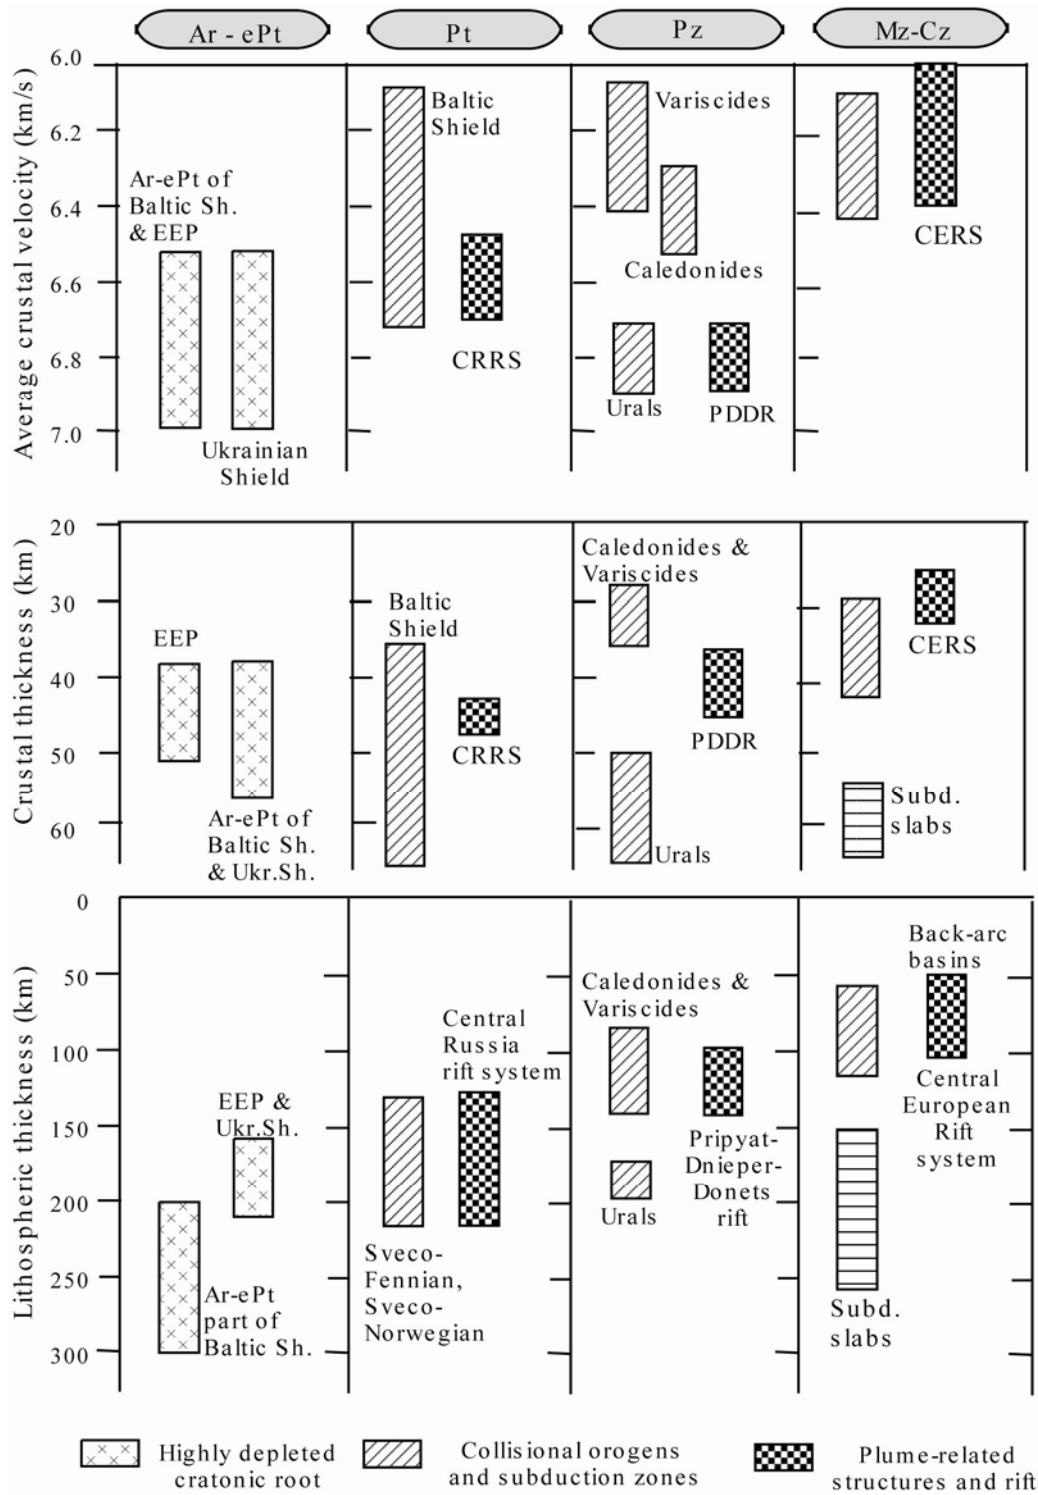 Ar - ePt
Pt
Pz
Mz-Cz
Average crustal velocity (km/s)
6.0
6.2
6.4
6.6
6.8
7.0
Ar-ePt of
Baltic Sh.
& EEP
Ukrainian
Shield
Baltic
Shield
CRRS
Variscides
Caledonides
Urals
PDDR
CERS
Crustal thickness (km)
20
30
40
50
60
EEP
Ar-ePt of
Baltic Sh.
& Ukr.Sh.
Baltic
Shield
CRRS
Caledonides &
Variscides
PDDR
Urals
CERS
Subd.
slabs
Lithospheric thickness (km)
0
50
100
150
200
250
300
EEP &
Ukr.Sh.
Ar-ePt
part of
Baltic Sh.
Central
Russia
rift system
Sveco-
Fennian,
Sveco-
Norwegian
Caledonides &
Variscides
Urals
Pripyat-
Dnieper-
Donets
rift
Back-arc
basins
Central
European
Rift
system
Subd.
slabs
Highly depleted
cratonic root
Collisional orogens
and subduction zones
Plume-related
structures and rift